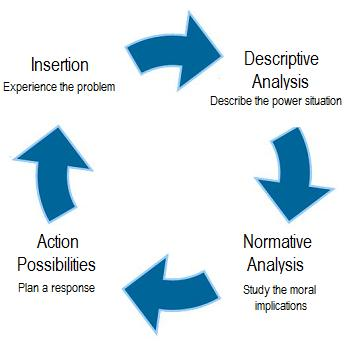 Insertion
Experience the problem
Descriptive
Analysis
Describe the power situation
Normative
Analysis
Study the moral
implications
Action
Possibilities
Plan a response